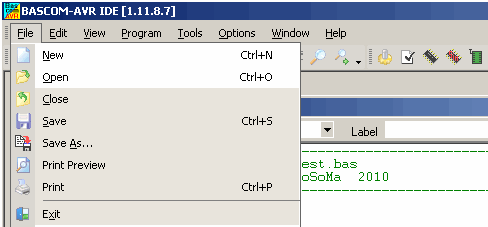 BASCOM-AVR IDE [1.11.8.7]
File Edit View Program Tools Options Window Help
New Ctrl+N
Open Ctrl+O
Close
Save Ctrl+S
Save As...
Print Preview
Print Ctrl+P
Exit
Label
est.bas
oSoMa 2010